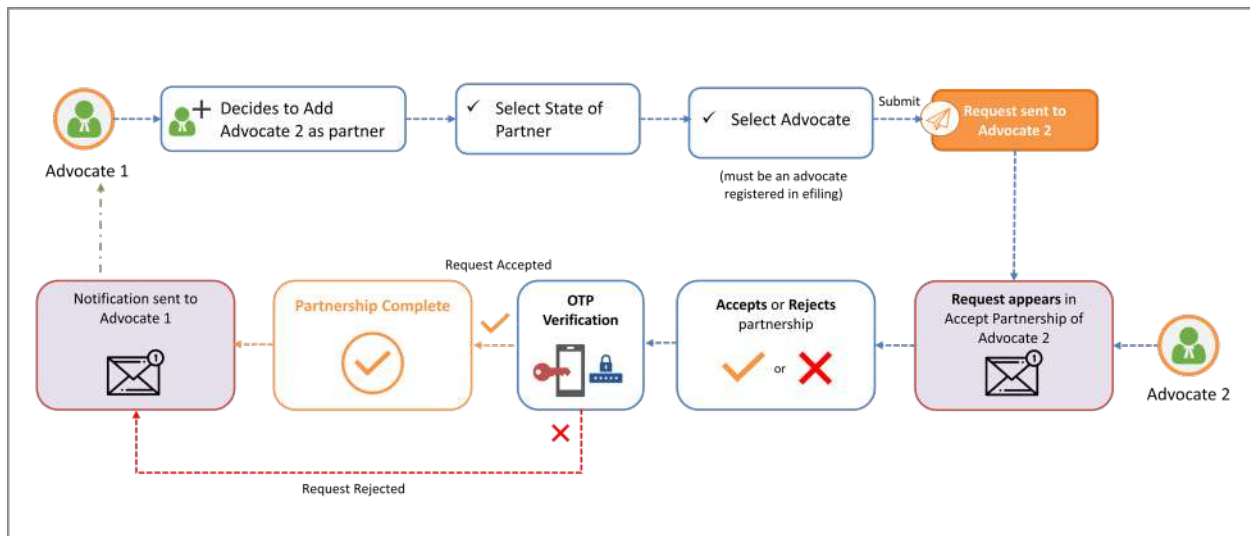 Advocate 1
Decides to Add
Advocate 2 as partner
Select State of
Partner
Select Advocate
(must be an advocate
registered in efiling)
Submit
Request sent to
Advocate 2
Request appears in
Accept Partnership of
Advocate 2
1
Advocate 2
Accepts or Rejects
partnership
or
OTP
Verification
Request Accepted
Partnership Complete
Notification sent to
Advocate 1
1
Request Rejected